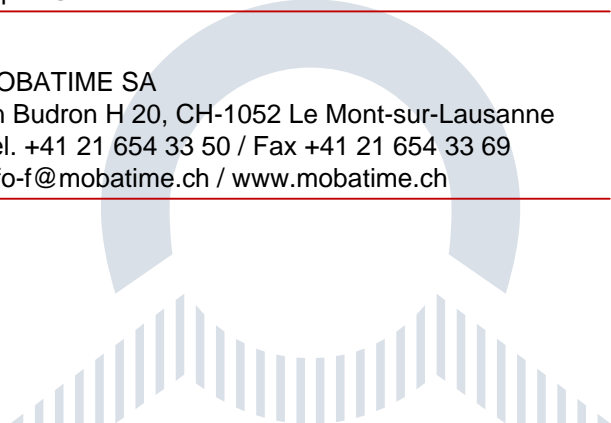 OBATIME SA
n Budron H 20, CH-1052 Le Mont-sur-Lausanne
el. +41 21 654 33 50 / Fax +41 21 654 33 69
fo-f@mobatime.ch / www.mobatime.ch